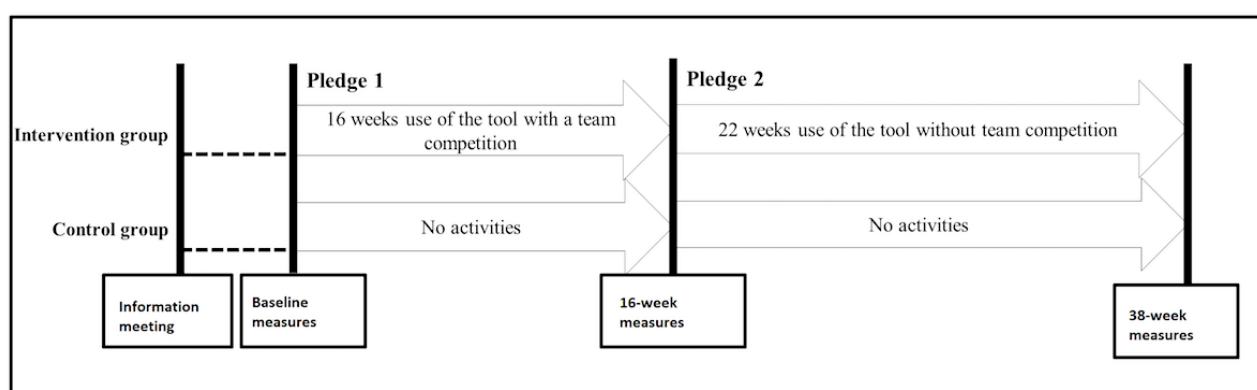 Pledge 1
Pledge 2
Intervention group
16 weeks use of the tool with a team
competition
22 weeks use of the tool without team competition
Control group
No activities
No activities
Information
meeting
Baseline
measures
16-week
measures
38-week
measures